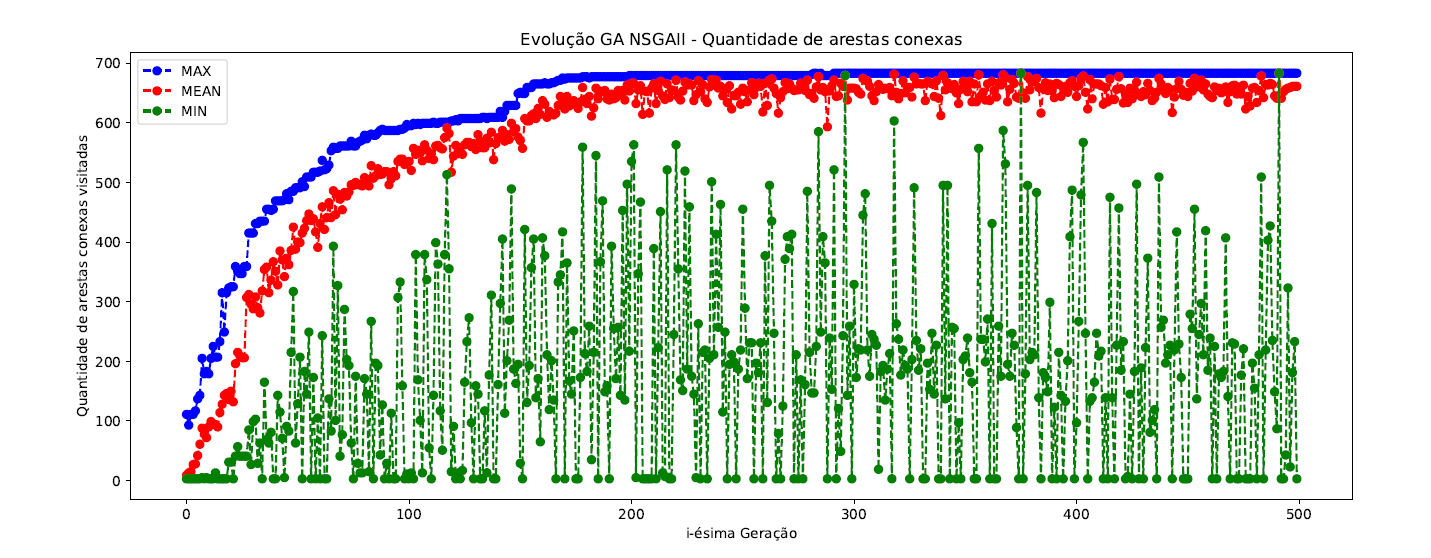 Evolução GA NSGAII - Quantidade de arestas conexas
MAX
MEAN
MIN
Quantidade de arestas conexas visitadas
700
600
500
400
300
200
100
0
0 100 200 300 400 500
i-ésima Geração